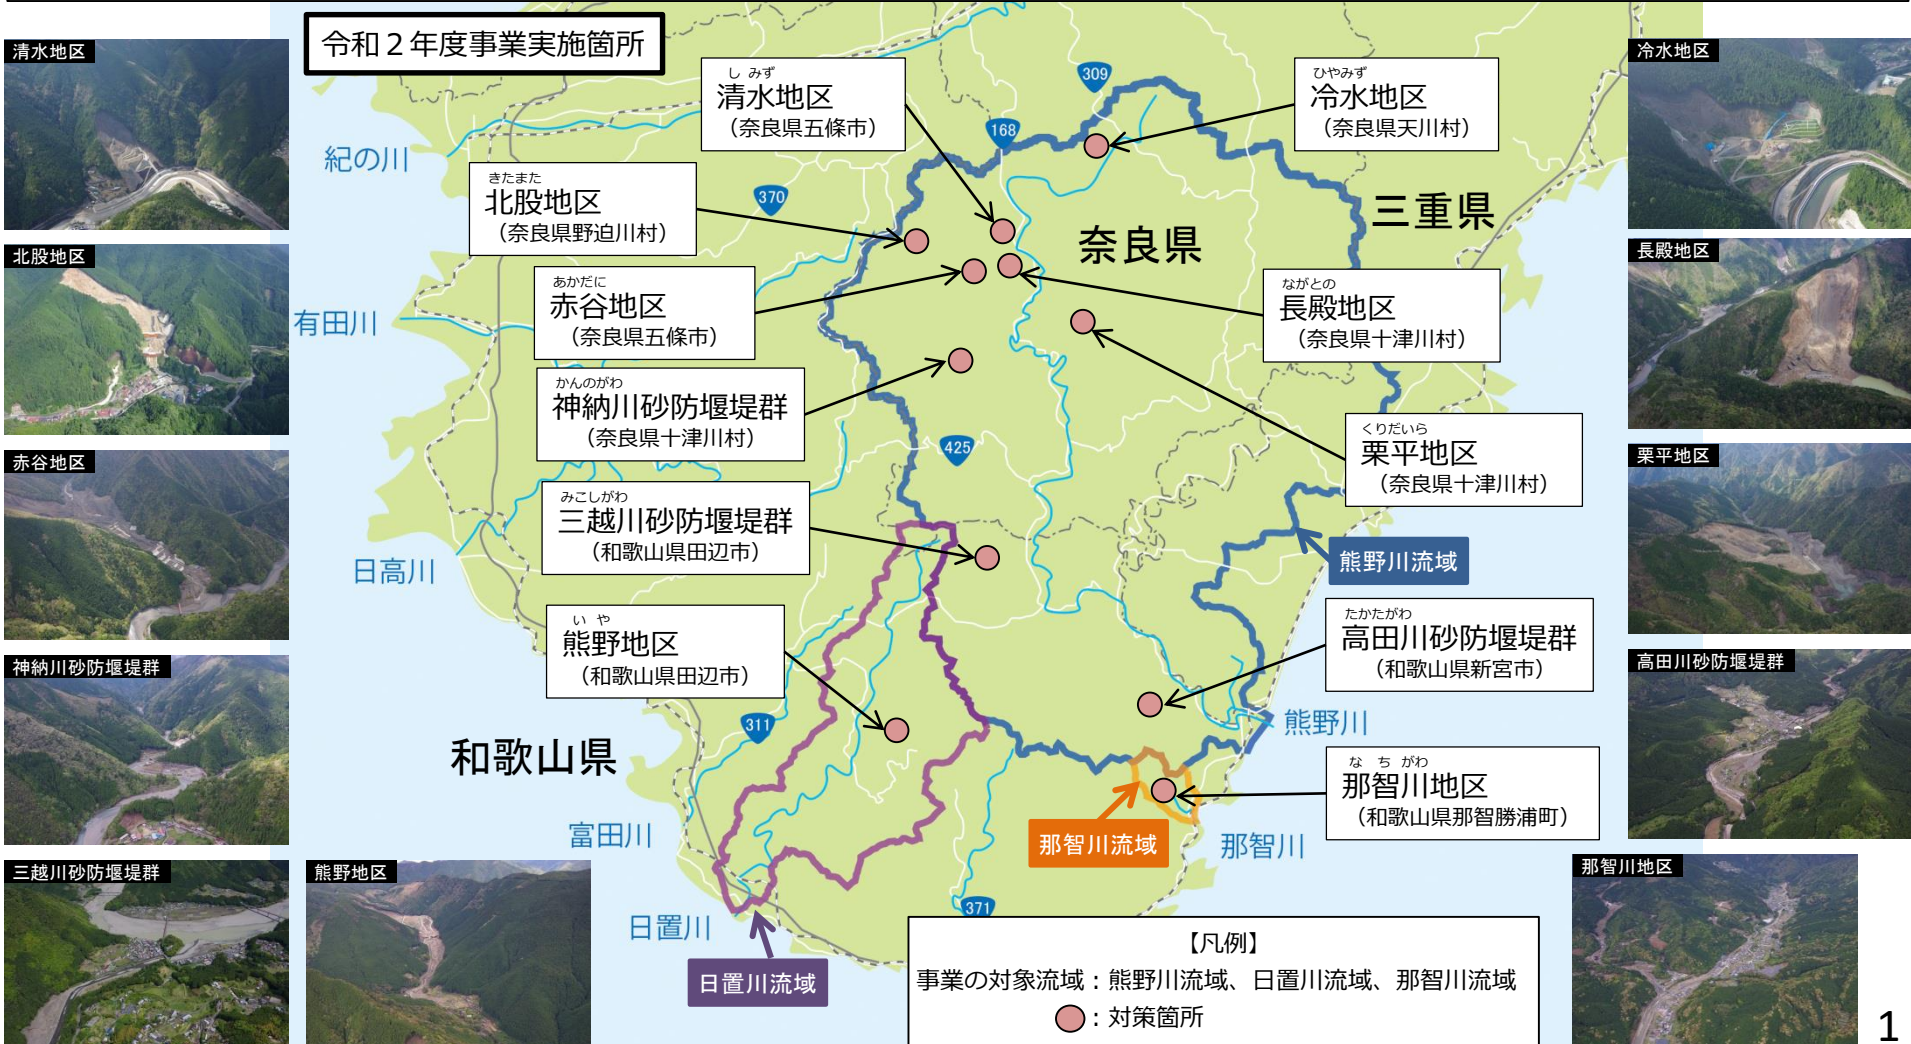 令和２年度事業実施箇所
清水地区
北股地区
赤谷地区
神納川砂防堰堤群
三越川砂防堰堤群
熊野地区
冷水地区
長殿地区
栗平地区
高田川砂防堰堤群
那智川地区
しみず
清水地区
（奈良県五條市）
ひやみず
冷水地区
（奈良県天川村）
きたまた
北股地区
（奈良県野迫川村）
あかだに
赤谷地区
（奈良県五條市）
ながとの
長殿地区
（奈良県十津川村）
かんのがわ
神納川砂防堰堤群
（奈良県十津川村）
くりだいら
栗平地区
（奈良県十津川村）
みこしがわ
三越川砂防堰堤群
（和歌山県田辺市）
いや
熊野地区
（和歌山県田辺市）
たかたがわ
高田川砂防堰堤群
（和歌山県新宮市）
なちがわ
那智川地区
（和歌山県那智勝浦町）
奈良県
三重県
和歌山県
紀の川
有田川
日高川
富田川
日置川
那智川
熊野川
309
168
370
425
311
371
熊野川流域
那智川流域
日置川流域
【凡例】
事業の対象流域：熊野川流域、日置川流域、那智川流域
：対策箇所
1